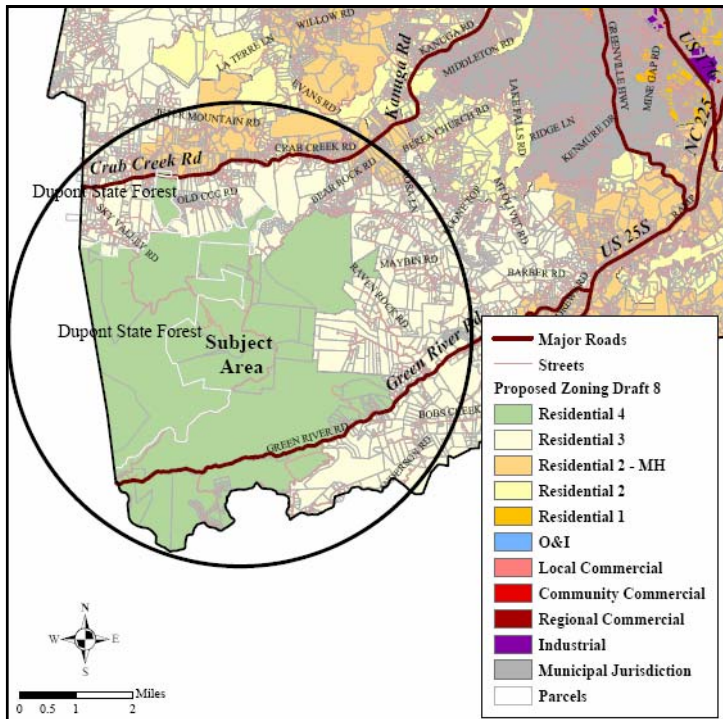 WILLOW RD
LA TERRE LN
KANUGA RD
MIDDLETON RD
EVANS RD
Kanuga Rd
US 176
GREENVILLE HWY
MINE GAP RD
MOUNTAIN RD
LAKE FALLS RD
RIDGE LN
BEREA CHURCH RD
KENMURE DR
NC 225
Crab Creek Rd
CRAB CREEK RD
BEAR ROCK RD
Dupont State Forest
OLD CCC RD
SKY VALLEY RD
MT OLIVET RD
US 25S
RAMP
MAYBIN RD
BARBER RD
RAVEN ROCK RD
Dupont State Forest
Subject
Area
Green River Rd
BOBS CREEK
GREEN RIVER RD
Major Roads
Streets
Proposed Zoning Draft 8
Residential 4
Residential 3
Residential 2 - MH
Residential 2
Residential 1
O&I
Local Commercial
Community Commercial
Regional Commercial
Industrial
Municipal Jurisdiction
Parcels
N
W E
S
Miles
0 0.5 1 2